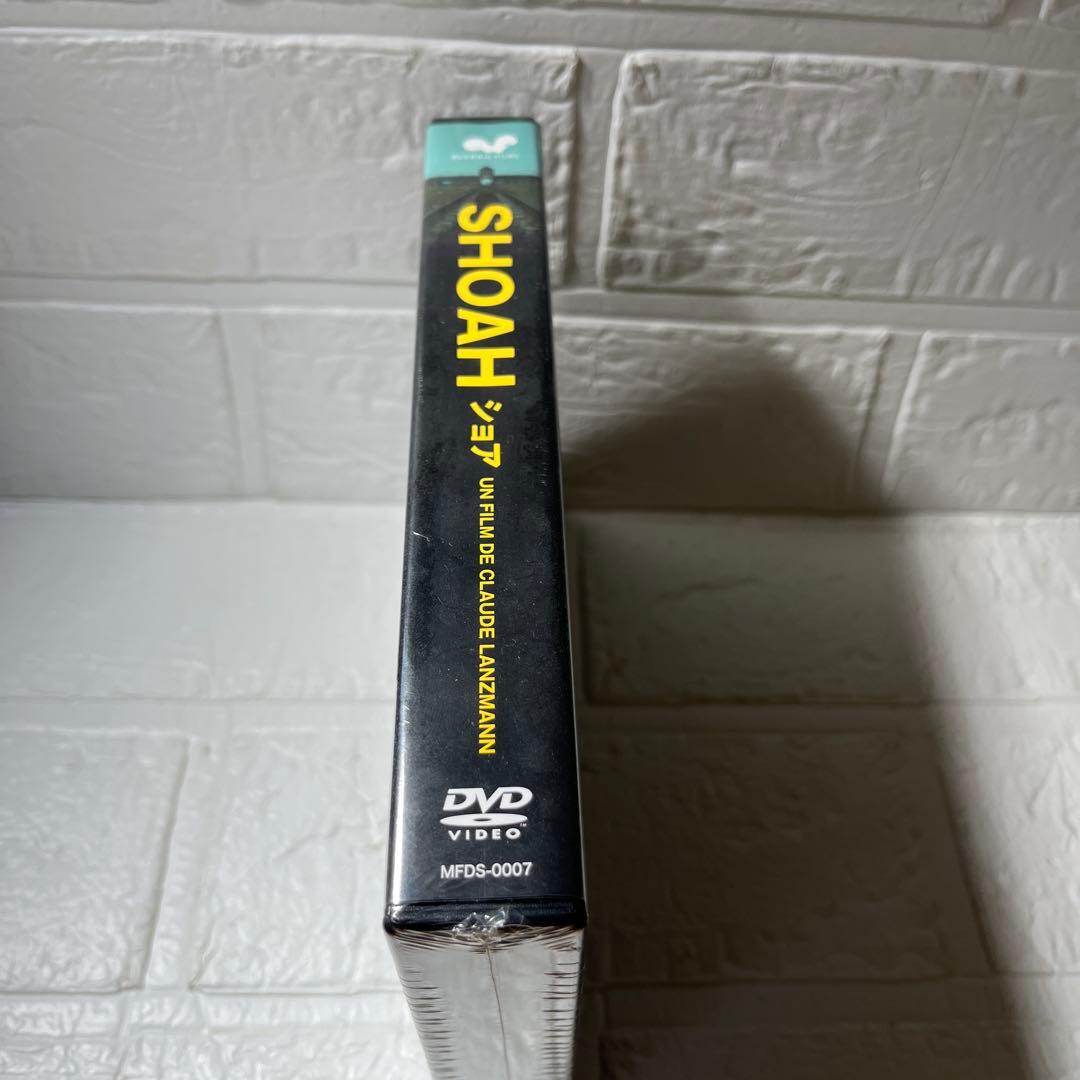 SHOAH ショア UN FILM DE CLAUDE LANZMANN
DVD
VIDEO
MFDS-0007